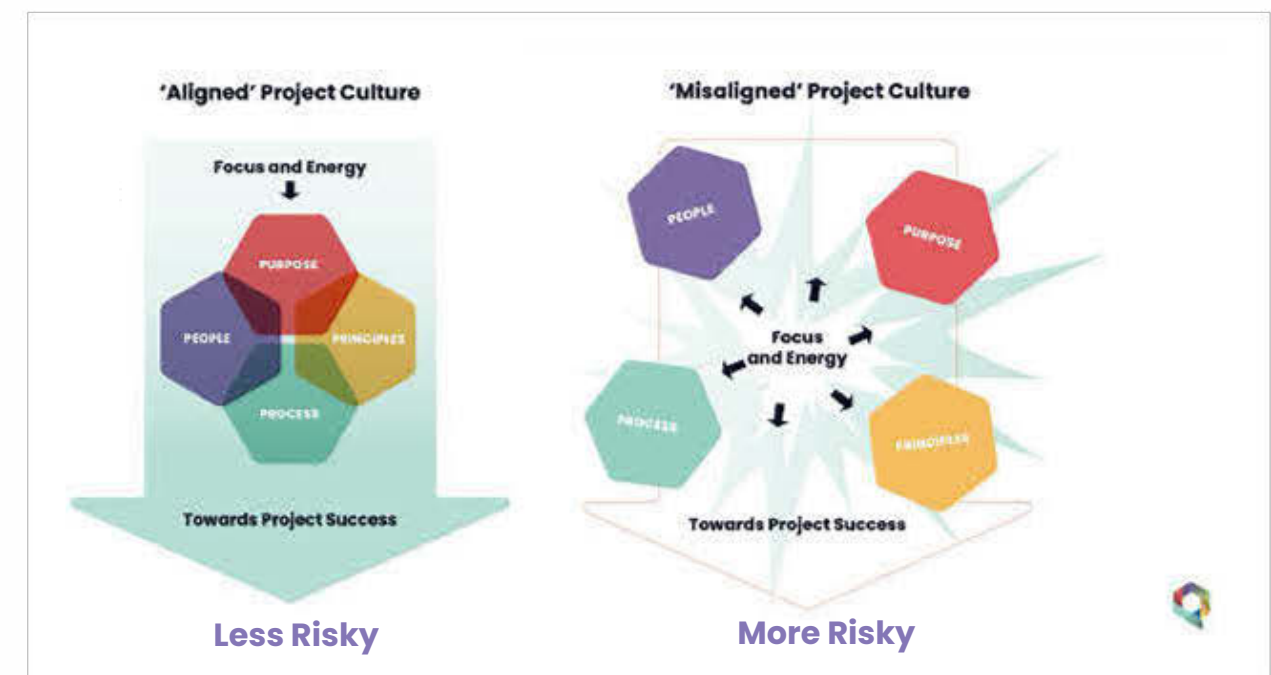 ‘Aligned’ Project Culture
Focus and Energy
PURPOSE
PEOPLE
PRINCIPLES
PROCESS
Towards Project Success
Less Risky
‘Misaligned’ Project Culture
PEOPLE
PURPOSE
Focus
and Energy
PROCESS
PRINCIPLES
Towards Project Success
More Risky